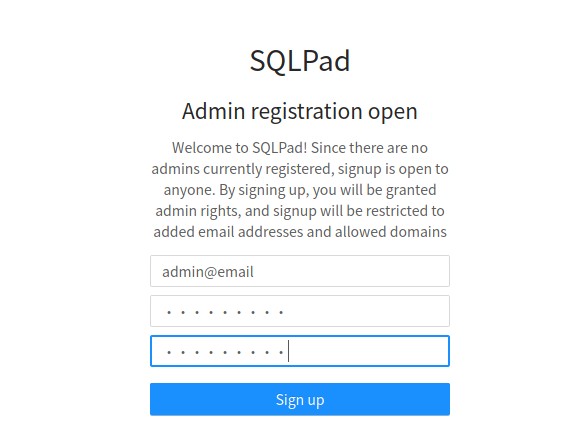 SQLPad
Admin registration open
Welcome to SQLPad! Since there are no
admins currently registered, signup is open to
anyone. By signing up, you will be granted
admin rights, and signup will be restricted to
added email addresses and allowed domains
admin@email
• • • • • • • • •
• • • • • • • • •
Sign up